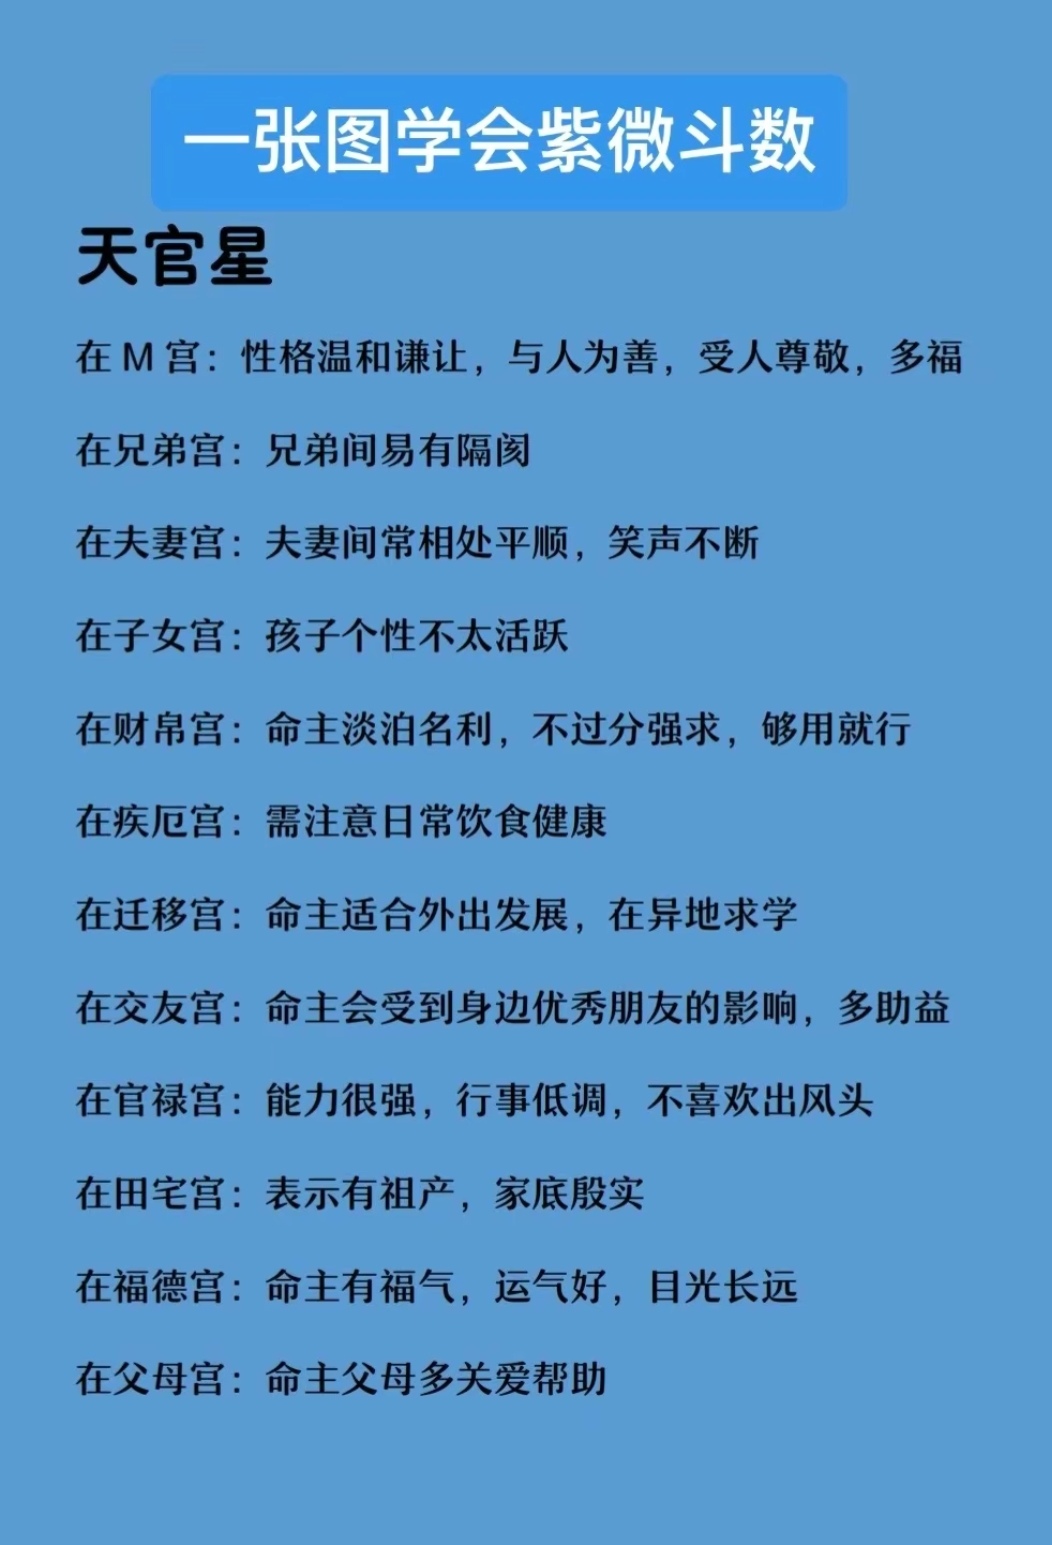 一张图学会紫微斗数
天官星
在 M 宫：性格温和谦让，与人为善，受人尊敬，多福
在兄弟宫：兄弟间易有隔阂
在夫妻宫：夫妻间常相处平顺，笑声不断
在子女宫：孩子个性不太活跃
在财帛宫：命主淡泊名利，不过分强求，够用就行
在疾厄宫：需注意日常饮食健康
在迁移宫：命主适合外出发展，在异地求学
在交友宫：命主会受到身边优秀朋友的影响，多助益
在官禄宫：能力很强，行事低调，不喜欢出风头
在田宅宫：表示有祖产，家底殷实
在福德宫：命主有福气，运气好，目光长远
在父母宫：命主父母多关爱帮助